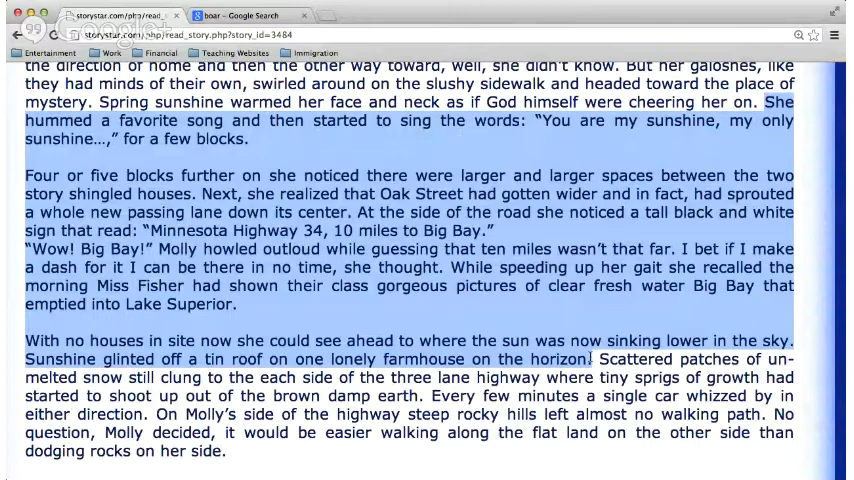 storystar.com/php/read_
boar - Google Search
Google+
storystar.com/php/read_story.php?story_id=3484
Entertainment Work Financial Teaching Websites Immigration
the direction of home and then the other way toward, well, she didn't know. But her galoshes, like
they had minds of their own, swirled around on the slushy sidewalk and headed toward the place of
mystery. Spring sunshine warmed her face and neck as if God himself were cheering her on. She
hummed a favorite song and then started to sing the words: “You are my sunshine, my only
sunshine…,” for a few blocks.
Four or five blocks further on she noticed there were larger and larger spaces between the two
story shingled houses. Next, she realized that Oak Street had gotten wider and in fact, had sprouted
a whole new passing lane down its center. At the side of the road she noticed a tall black and white
sign that read: “Minnesota Highway 34, 10 miles to Big Bay.”
“Wow! Big Bay!” Molly howled outloud while guessing that ten miles wasn’t that far. I bet if I make
a dash for it I can be there in no time, she thought. While speeding up her gait she recalled the
morning Miss Fisher had shown their class gorgeous pictures of clear fresh water Big Bay that
emptied into Lake Superior.
With no houses in site now she could see ahead to where the sun was now sinking lower in the sky.
Sunshine glinted off a tin roof on one lonely farmhouse on the horizon. Scattered patches of un-
melted snow still clung to the each side of the three lane highway where tiny sprigs of growth had
started to shoot up out of the brown damp earth. Every few minutes a single car whizzed by in
either direction. On Molly’s side of the highway steep rocky hills left almost no walking path. No
question, Molly decided, it would be easier walking along the flat land on the other side than
dodging rocks on her side.